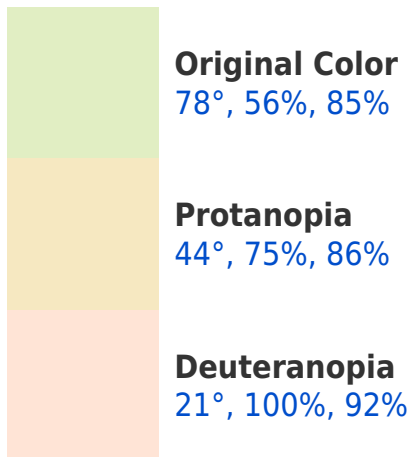 Original Color
78°, 56%, 85%
Protanopia
44°, 75%, 86%
Deuteranopia
21°, 100%, 92%